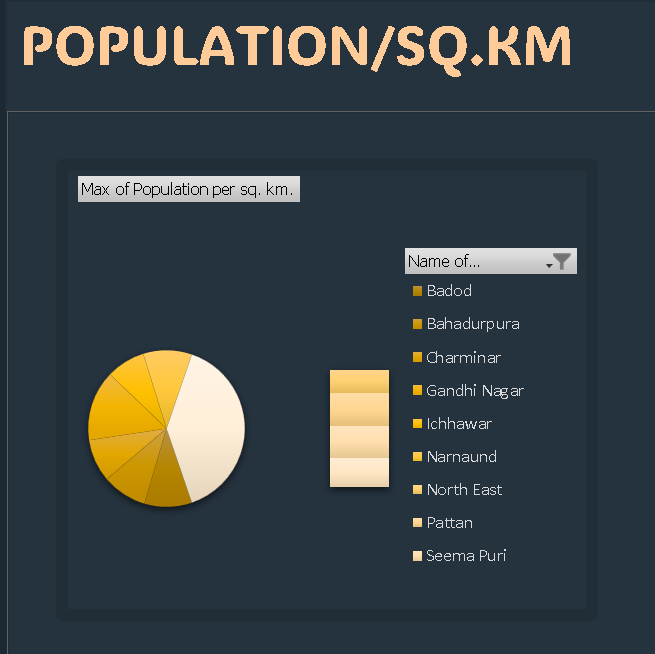 POPULATION/SQ.KM
Max of Population per sq. km.
Name of...
Badod
Bahadurpura
Charminar
Gandhi Nagar
Ichhawar
Narnaund
North East
Pattan
Seema Puri